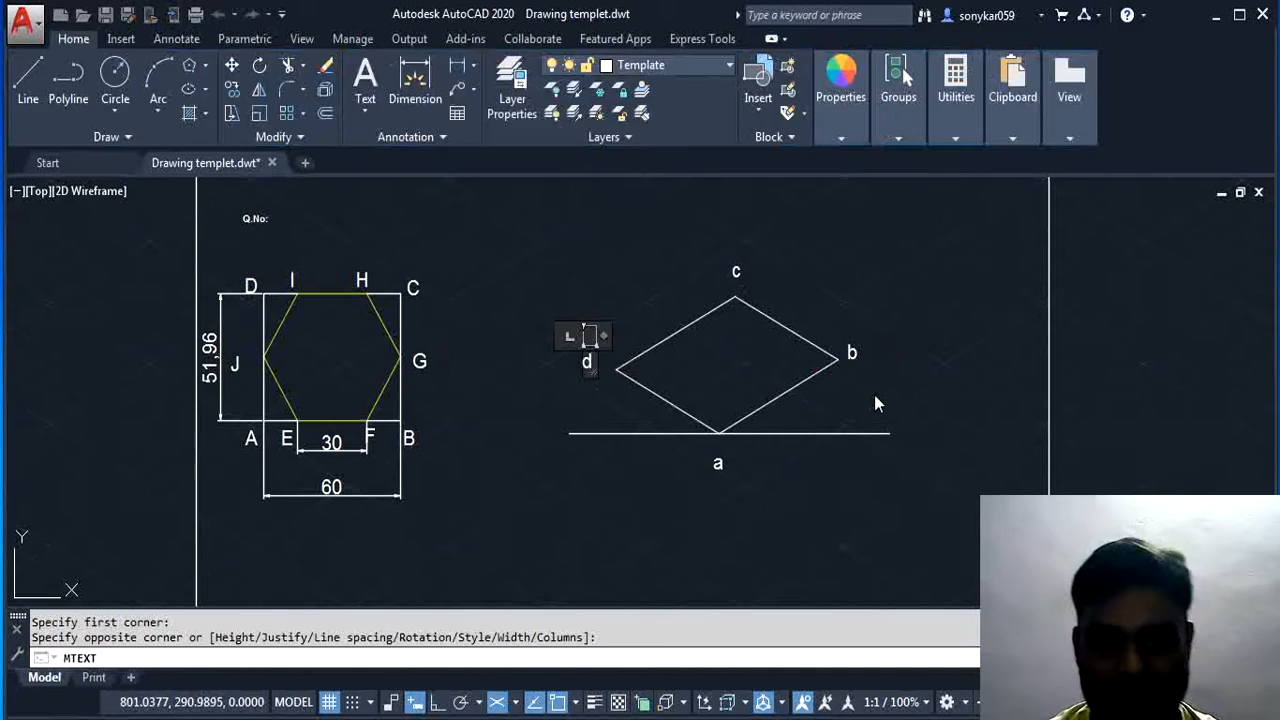 Autodesk AutoCAD 2020 Drawing templet.dwt
Type a keyword or phrase
sonykar059
Home Insert Annotate Parametric View Manage Output Add-ins Collaborate Featured Apps Express Tools
Template
Line Polyline Circle Arc
Text Dimension
Layer Properties
Insert
Properties Groups Utilities Clipboard View
Draw Modify Annotation Layers Block
Start Drawing templet.dwt*
[−][Top][2D Wireframe]
Q.No:
D I H C
51,96
J G
A E F B
30
60
c
b
d
a
Y
X
Specify first corner:
Specify opposite corner or [Height/Justify/Line spacing/Rotation/Style/Width/Columns]:
MTEXT
Model Print
801.0377, 290.9895, 0.0000 MODEL
1:1 / 100%